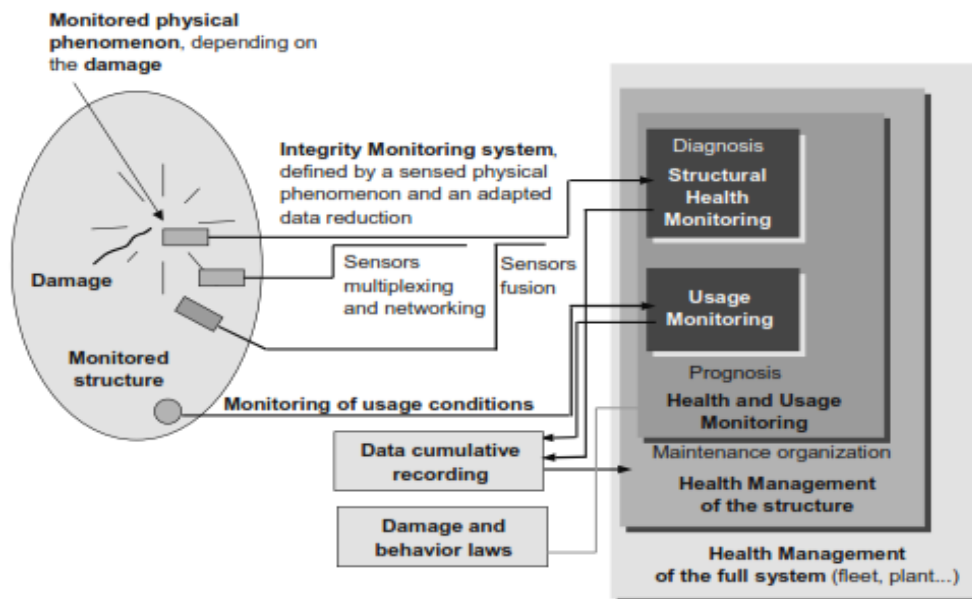 Monitored physical
phenomenon, depending on
the damage
Integrity Monitoring system,
defined by a sensed physical
phenomenon and an adapted
data reduction
Damage
Sensors
multiplexing
and networking
Sensors
fusion
Monitored
structure
Monitoring of usage conditions
Data cumulative
recording
Damage and
behavior laws
Diagnosis
Structural
Health
Monitoring
Usage
Monitoring
Prognosis
Health and Usage
Monitoring
Maintenance organization
Health Management
of the structure
Health Management
of the full system (fleet, plant...)